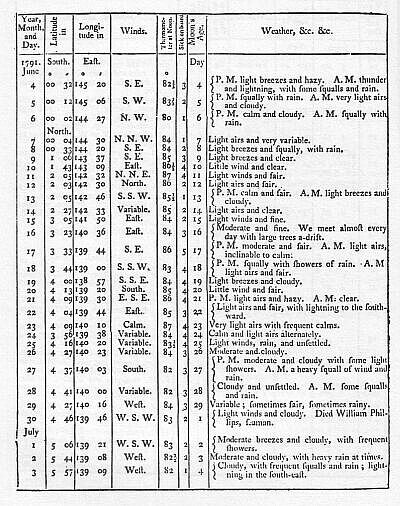 Year, Month, and Day. Latitude in Longitude in Winds. Thermometer at Noon. Moon's Age. Weather, &c. &c.
1791. South. Eaſt. Day
June ° ′ ° ′ °
4 00 32 145 20 S. E. 82½ 3 4 P. M. light breezes and hazy. A. M. thunder
and lightning, with ſome ſqualls and rain.
5 00 12 145 06 S. W. 83½ 2 5 P. M. ſqually with rain. A. M. very light airs
and cloudy.
6 00 02 144 27 N. W. 80 1 6 P. M. calm and cloudy. A. M. ſqually with
rain.
North.
7 00 04 144 30 N. N. W. 84 1 7 Light airs and very variable.
8 00 33 144 20 S. E. 84 2 8 Light breezes and ſqually, with rain.
9 1 06 143 37 S. E. 85 3 9 Light breezes and clear.
10 1 43 143 09 Eaſt. 86½ 4 10 Little wind and clear.
11 2 05 142 32 N. N. E. 87 4 11 Light winds and fair.
12 2 03 142 30 North. 86 2 12 Light airs and fair.
13 2 05 142 46 S. S. W. 85½ 1 13 P. M. calm and fair. A. M. light breezes and
cloudy.
14 2 27 142 33 Variable. 85 2 14 Light airs and clear.
15 3 05 141 50 Eaſt. 84 2 15 Light winds and fine.
16 3 23 140 36 Eaſt. 84 3 16 Moderate and fine. We meet almoſt every
day with large trees a-drift.
17 3 33 139 44 S. E. 86 5 17 P. M. moderate and fair. A. M. light airs,
inclinable to calm.
18 3 44 139 00 S. S. W. 83 4 18 P. M. ſqually with ſhowers of rain. A. M
light airs and fair.
19 4 00 138 57 S. S. E. 84 4 19 Light breezes and cloudy.
20 4 13 139 20 South. 85 4 20 Little wind and fair.
21 4 09 139 30 E. S. E. 86 4 21 P. M. light airs and hazy. A. M. clear.
22 4 04 139 44 Eaſt. 85 3 22 Light airs and fair, with lightning to the ſouth-
ward.
23 4 09 140 10 Calm. 87 4 23 Very light airs with frequent calms.
24 3 56 139 38 Variable. 84 4 24 Calm and light airs alternately.
25 4 16 140 20 Variable. 83½ 4 25 Light winds, rain, and unſettled.
26 4 27 140 23 Variable. 84 3 26 Moderate and cloudy.
27 4 37 140 03 South. 82 3 27 P. M. moderate and cloudy with ſome light
ſhowers. A. M. a heavy ſquall of wind and
rain.
28 4 41 140 00 Variable. 82 3 28 Cloudy and unſettled. A. M. ſome ſqualls
and rain.
29 4 27 140 16 Weſt. 84 3 29 Variable; ſometimes fair, ſometimes rainy.
30 4 46 139 46 W. S. W. 83 2 1 Light winds and cloudy. Died William Phil-
lips, ſeaman.
July
1 5 06 139 21 W. S. W. 83 2 2 Moderate breezes and cloudy, with frequent
ſhowers.
2 5 44 139 08 Weſt. 82½ 2 3 Moderate and cloudy, with heavy rain at times.
3 5 57 139 09 Weſt. 82 1 4 Cloudy, with frequent ſqualls and rain; light-
ning in the ſouth-eaſt.